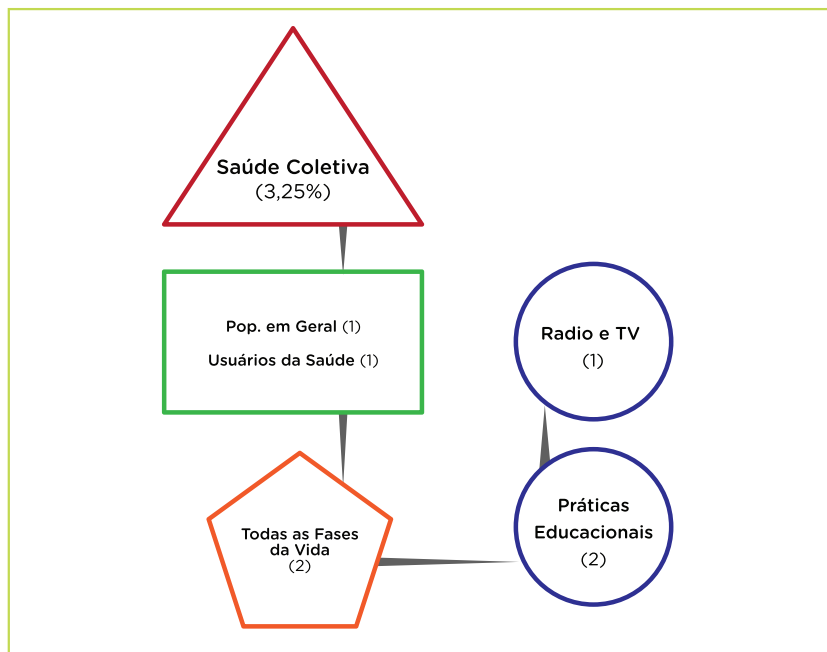 Saúde Coletiva
(3,25%)
Pop. em Geral (1)
Usuários da Saúde (1)
Todas as Fases
da Vida
(2)
Radio e TV
(1)
Práticas
Educacionais
(2)